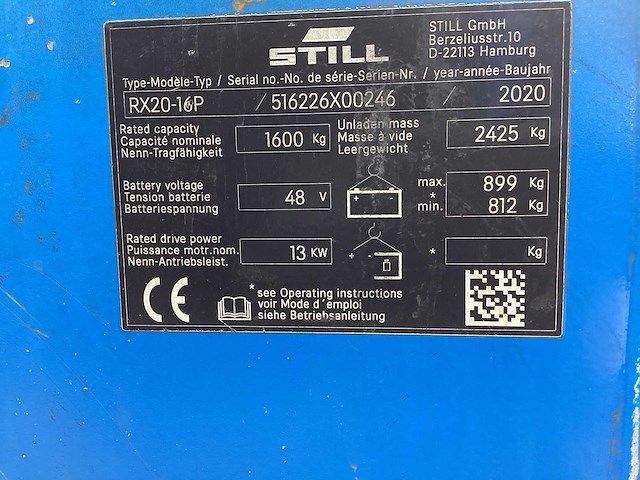 STILL
STILL GmbH
Berzeliusstr.10
D-22113 Hamburg
Type-Modèle-Typ / Serial no.-No. de série-Serien-Nr. / year-année-Baujahr
RX20-16P / 516226X00246 / 2020
Rated capacity
Capacité nominale
Nenn-Tragfähigkeit
1600 Kg
Unladen mass
Masse à vide
Leergewicht
2425 Kg
Battery voltage
Tension batterie
Batteriespannung
48 V
+ -
max. 899 Kg
*
min. 812 Kg
Rated drive power
Puissance motr.nom.
Nenn-Antriebsleist.
13 KW
+ -
* Kg
CE
*see Operating instructions
voir Mode d´emploi
siehe Betriebsanleitung